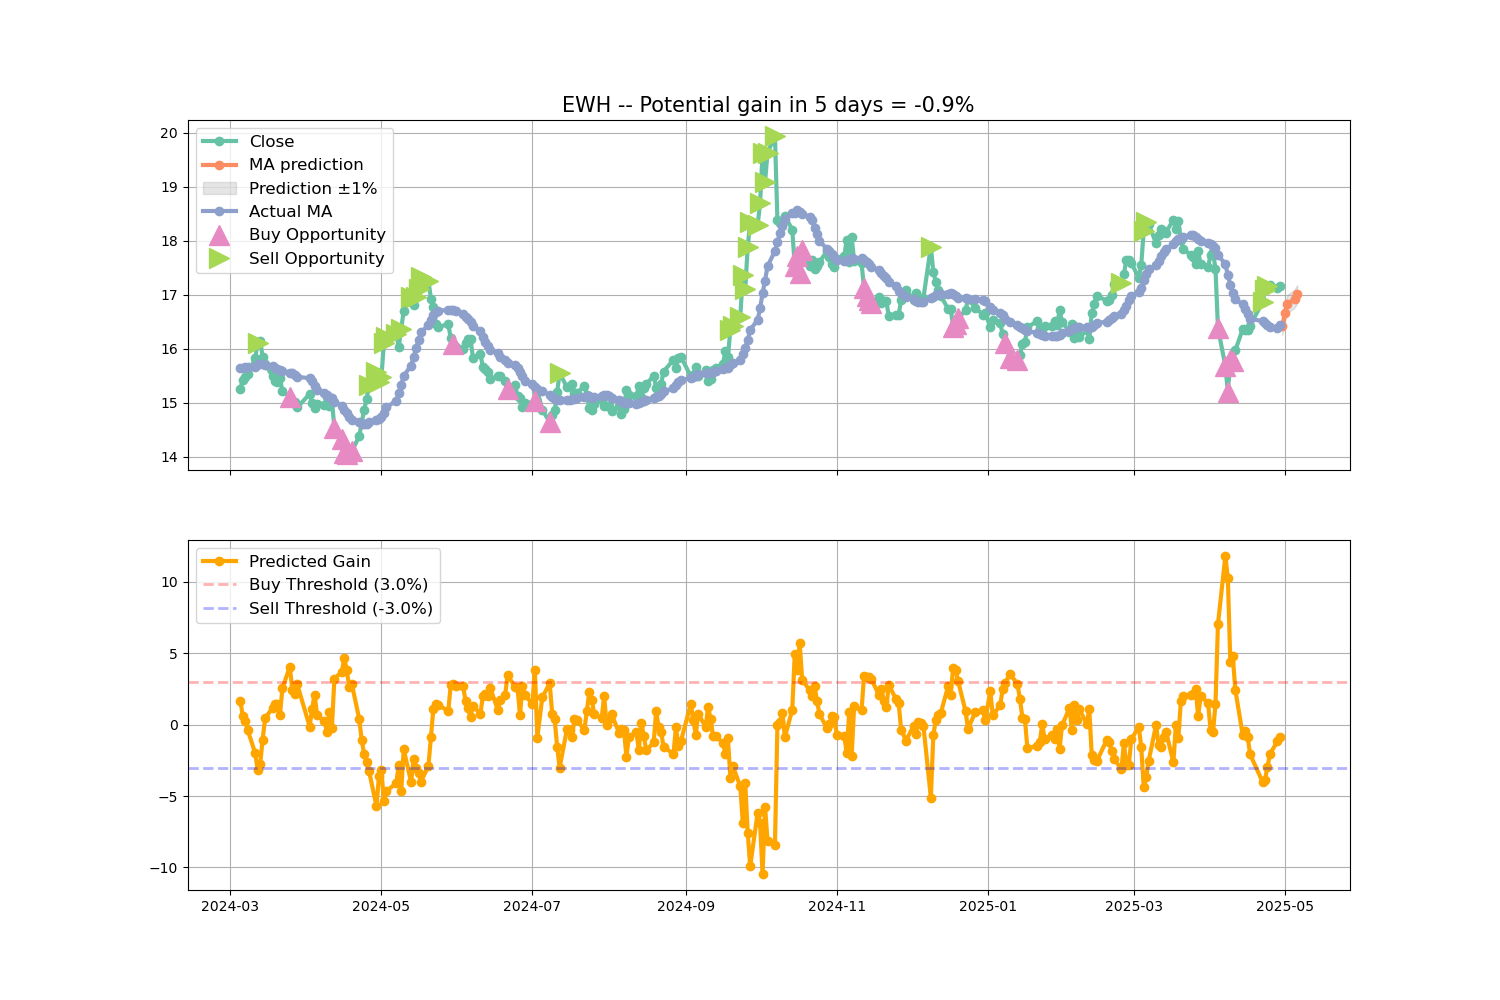 EWH -- Potential gain in 5 days = -0.9%
20
19
18
17
16
15
14
Close
MA prediction
Prediction ±1%
Actual MA
Buy Opportunity
Sell Opportunity
10
5
0
−5
−10
Predicted Gain
Buy Threshold (3.0%)
Sell Threshold (-3.0%)
2024-03
2024-05
2024-07
2024-09
2024-11
2025-01
2025-03
2025-05